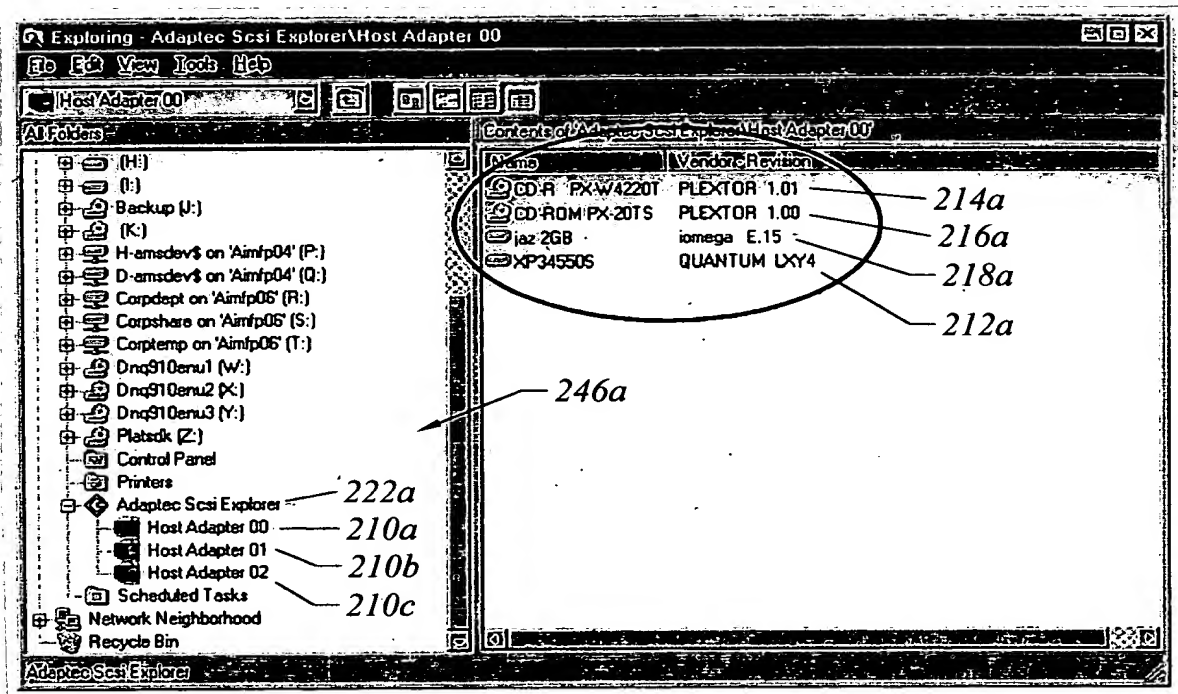 Exploring - Adaptec Scsi Explorer\Host Adapter 00
File Edit View Tools Help
Host Adapter 00
All Folders
Contents of 'Adaptec Scsi Explorer\Host Adapter 00'
(H:)
(I:)
Backup (J:)
(K:)
H-amsdev$ on 'Aimfp04' (P:)
D-amsdev$ on 'Aimfp04' (Q:)
Corpdept on 'Aimfp06' (R:)
Corpshare on 'Aimfp06' (S:)
Corptemp on 'Aimfp06' (T:)
Dnq910enu1 (W:)
Dnq910enu2 (X:)
Dnq910enu3 (Y:)
Platsdk (Z:)
Control Panel
Printers
Adaptec Scsi Explorer
Host Adapter 00
Host Adapter 01
Host Adapter 02
Scheduled Tasks
Network Neighborhood
Recycle Bin
222a
210a
210b
210c
246a
Name Vendor - Revision
CD-R PX-W4220T PLEXTOR 1.01
CD-ROM PX-20TS PLEXTOR 1.00
jaz 2GB iomega E.15
XP34550S QUANTUM LXY4
214a
216a
218a
212a
Adaptec Scsi Explorer